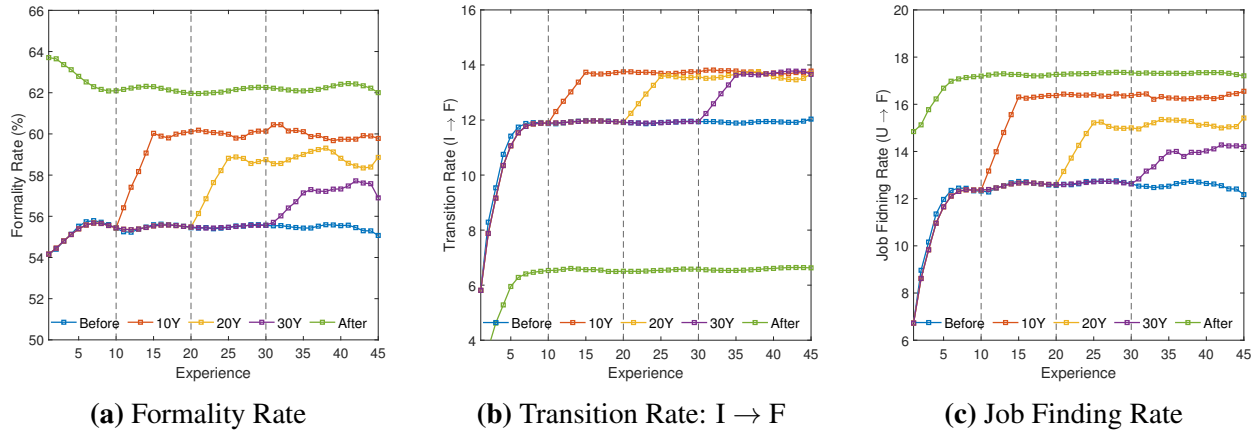 66
64
62
60
58
56
54
52
50
Formality Rate (%)
Before 10Y 20Y 30Y After
5 10 15 20 25 30 35 40 45
Experience
(a) Formality Rate
16
14
12
10
8
6
4
Transition Rate (I → F)
Before 10Y 20Y 30Y After
5 10 15 20 25 30 35 40 45
Experience
(b) Transition Rate: I → F
20
18
16
14
12
10
8
6
Job Fidning Rate (U → F)
Before 10Y 20Y 30Y After
5 10 15 20 25 30 35 40 45
Experience
(c) Job Finding Rate